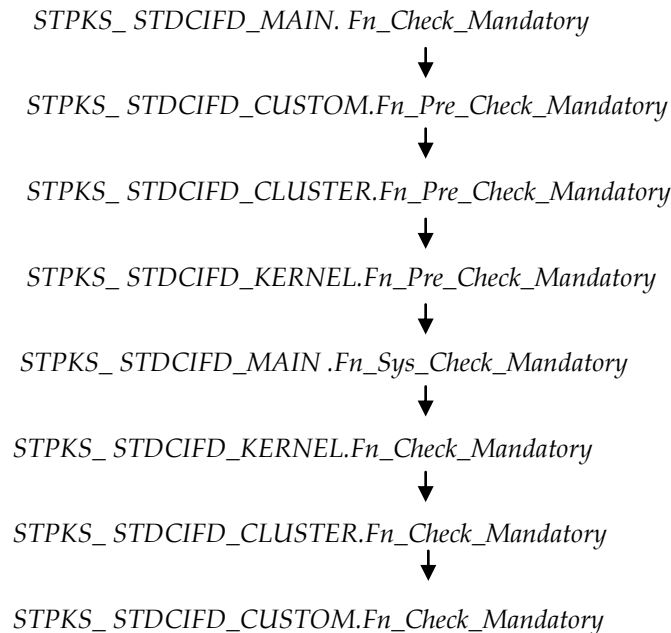 STPKS_ STDCIFD_MAIN. Fn_Check_Mandatory
STPKS_ STDCIFD_CUSTOM.Fn_Pre_Check_Mandatory
STPKS_ STDCIFD_CLUSTER.Fn_Pre_Check_Mandatory
STPKS_ STDCIFD_KERNEL.Fn_Pre_Check_Mandatory
STPKS_ STDCIFD_MAIN .Fn_Sys_Check_Mandatory
STPKS_ STDCIFD_KERNEL.Fn_Check_Mandatory
STPKS_ STDCIFD_CLUSTER.Fn_Check_Mandatory
STPKS_ STDCIFD_CUSTOM.Fn_Check_Mandatory